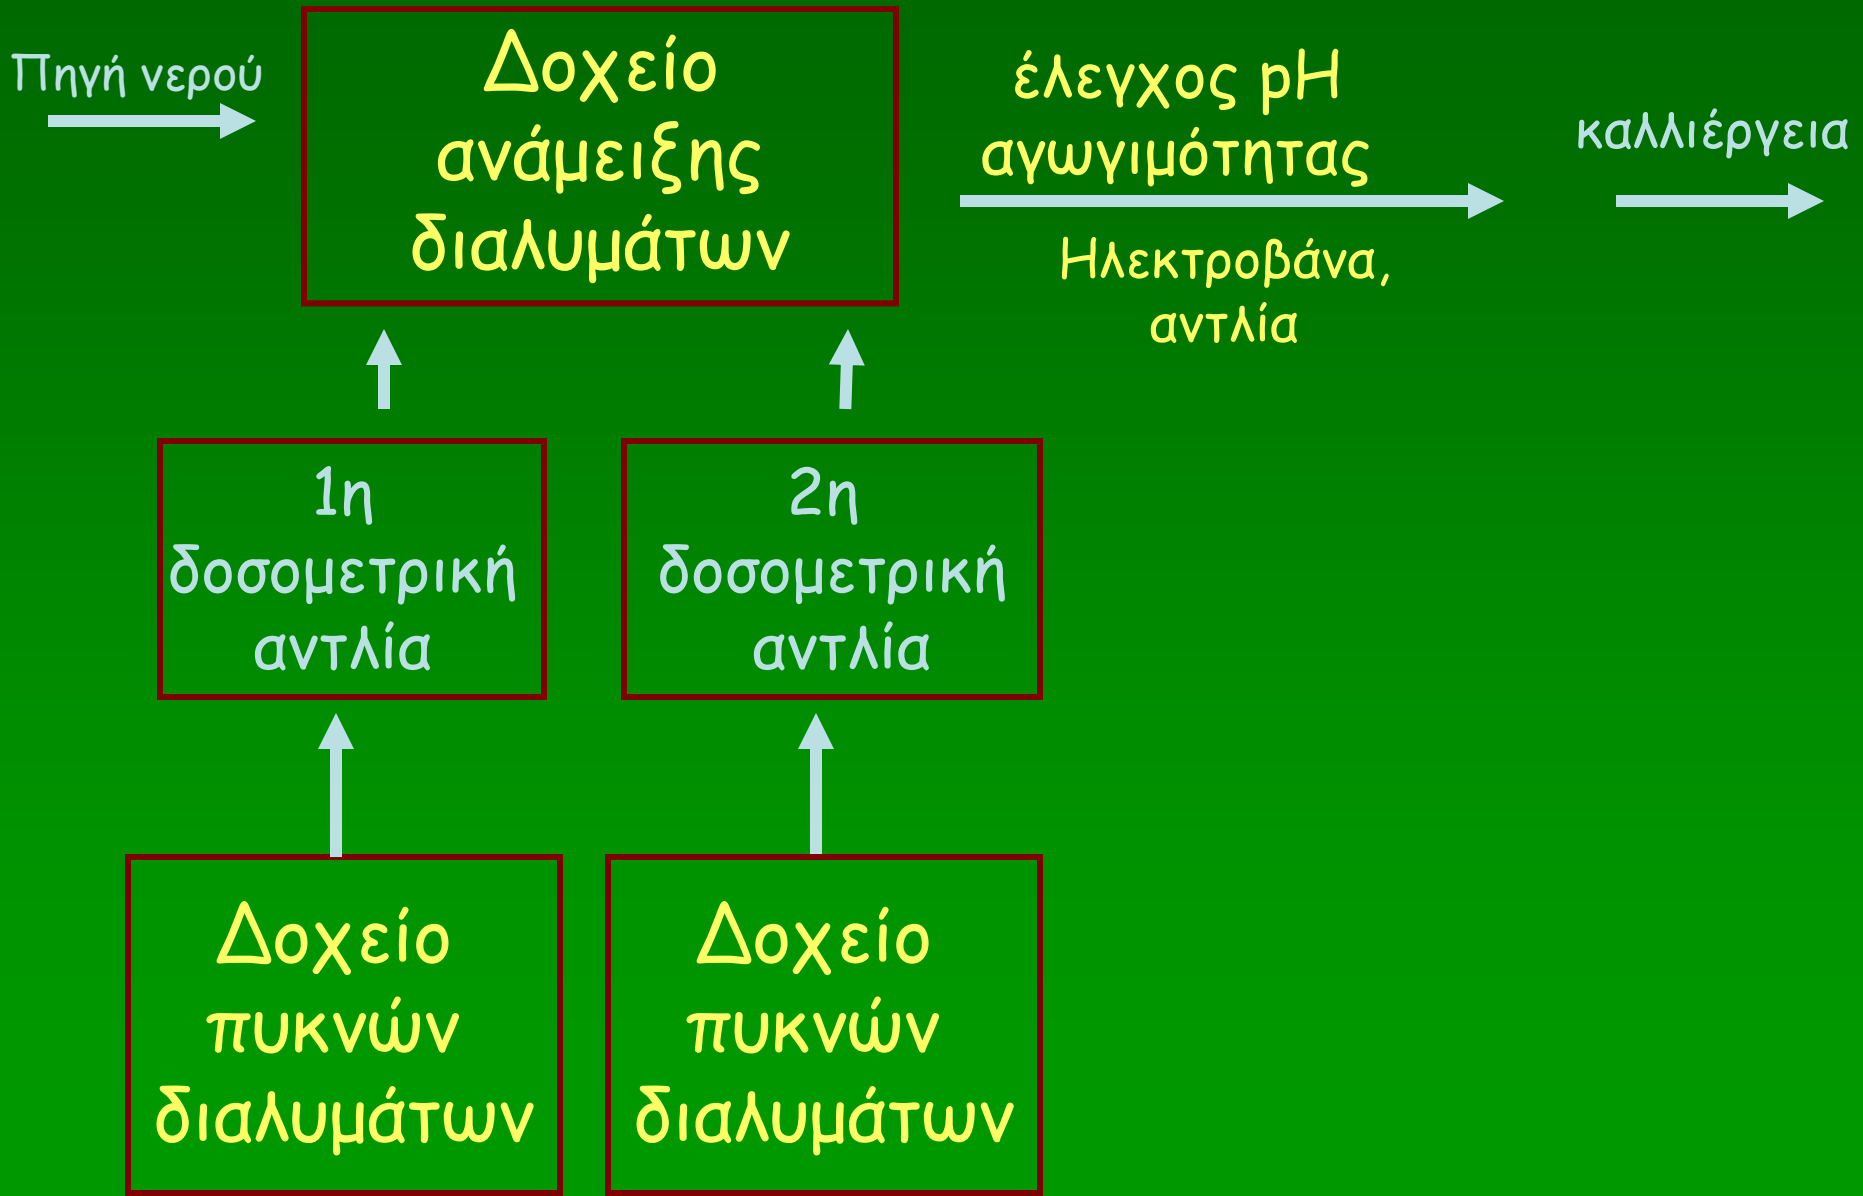 Πηγή νερού
Δοχείο
ανάμειξης
διαλυμάτων
έλεγχος pH
αγωγιμότητας
Ηλεκτροβάνα,
αντλία
καλλιέργεια
1η
δοσομετρική
αντλία
2η
δοσομετρική
αντλία
Δοχείο
πυκνών
διαλυμάτων
Δοχείο
πυκνών
διαλυμάτων